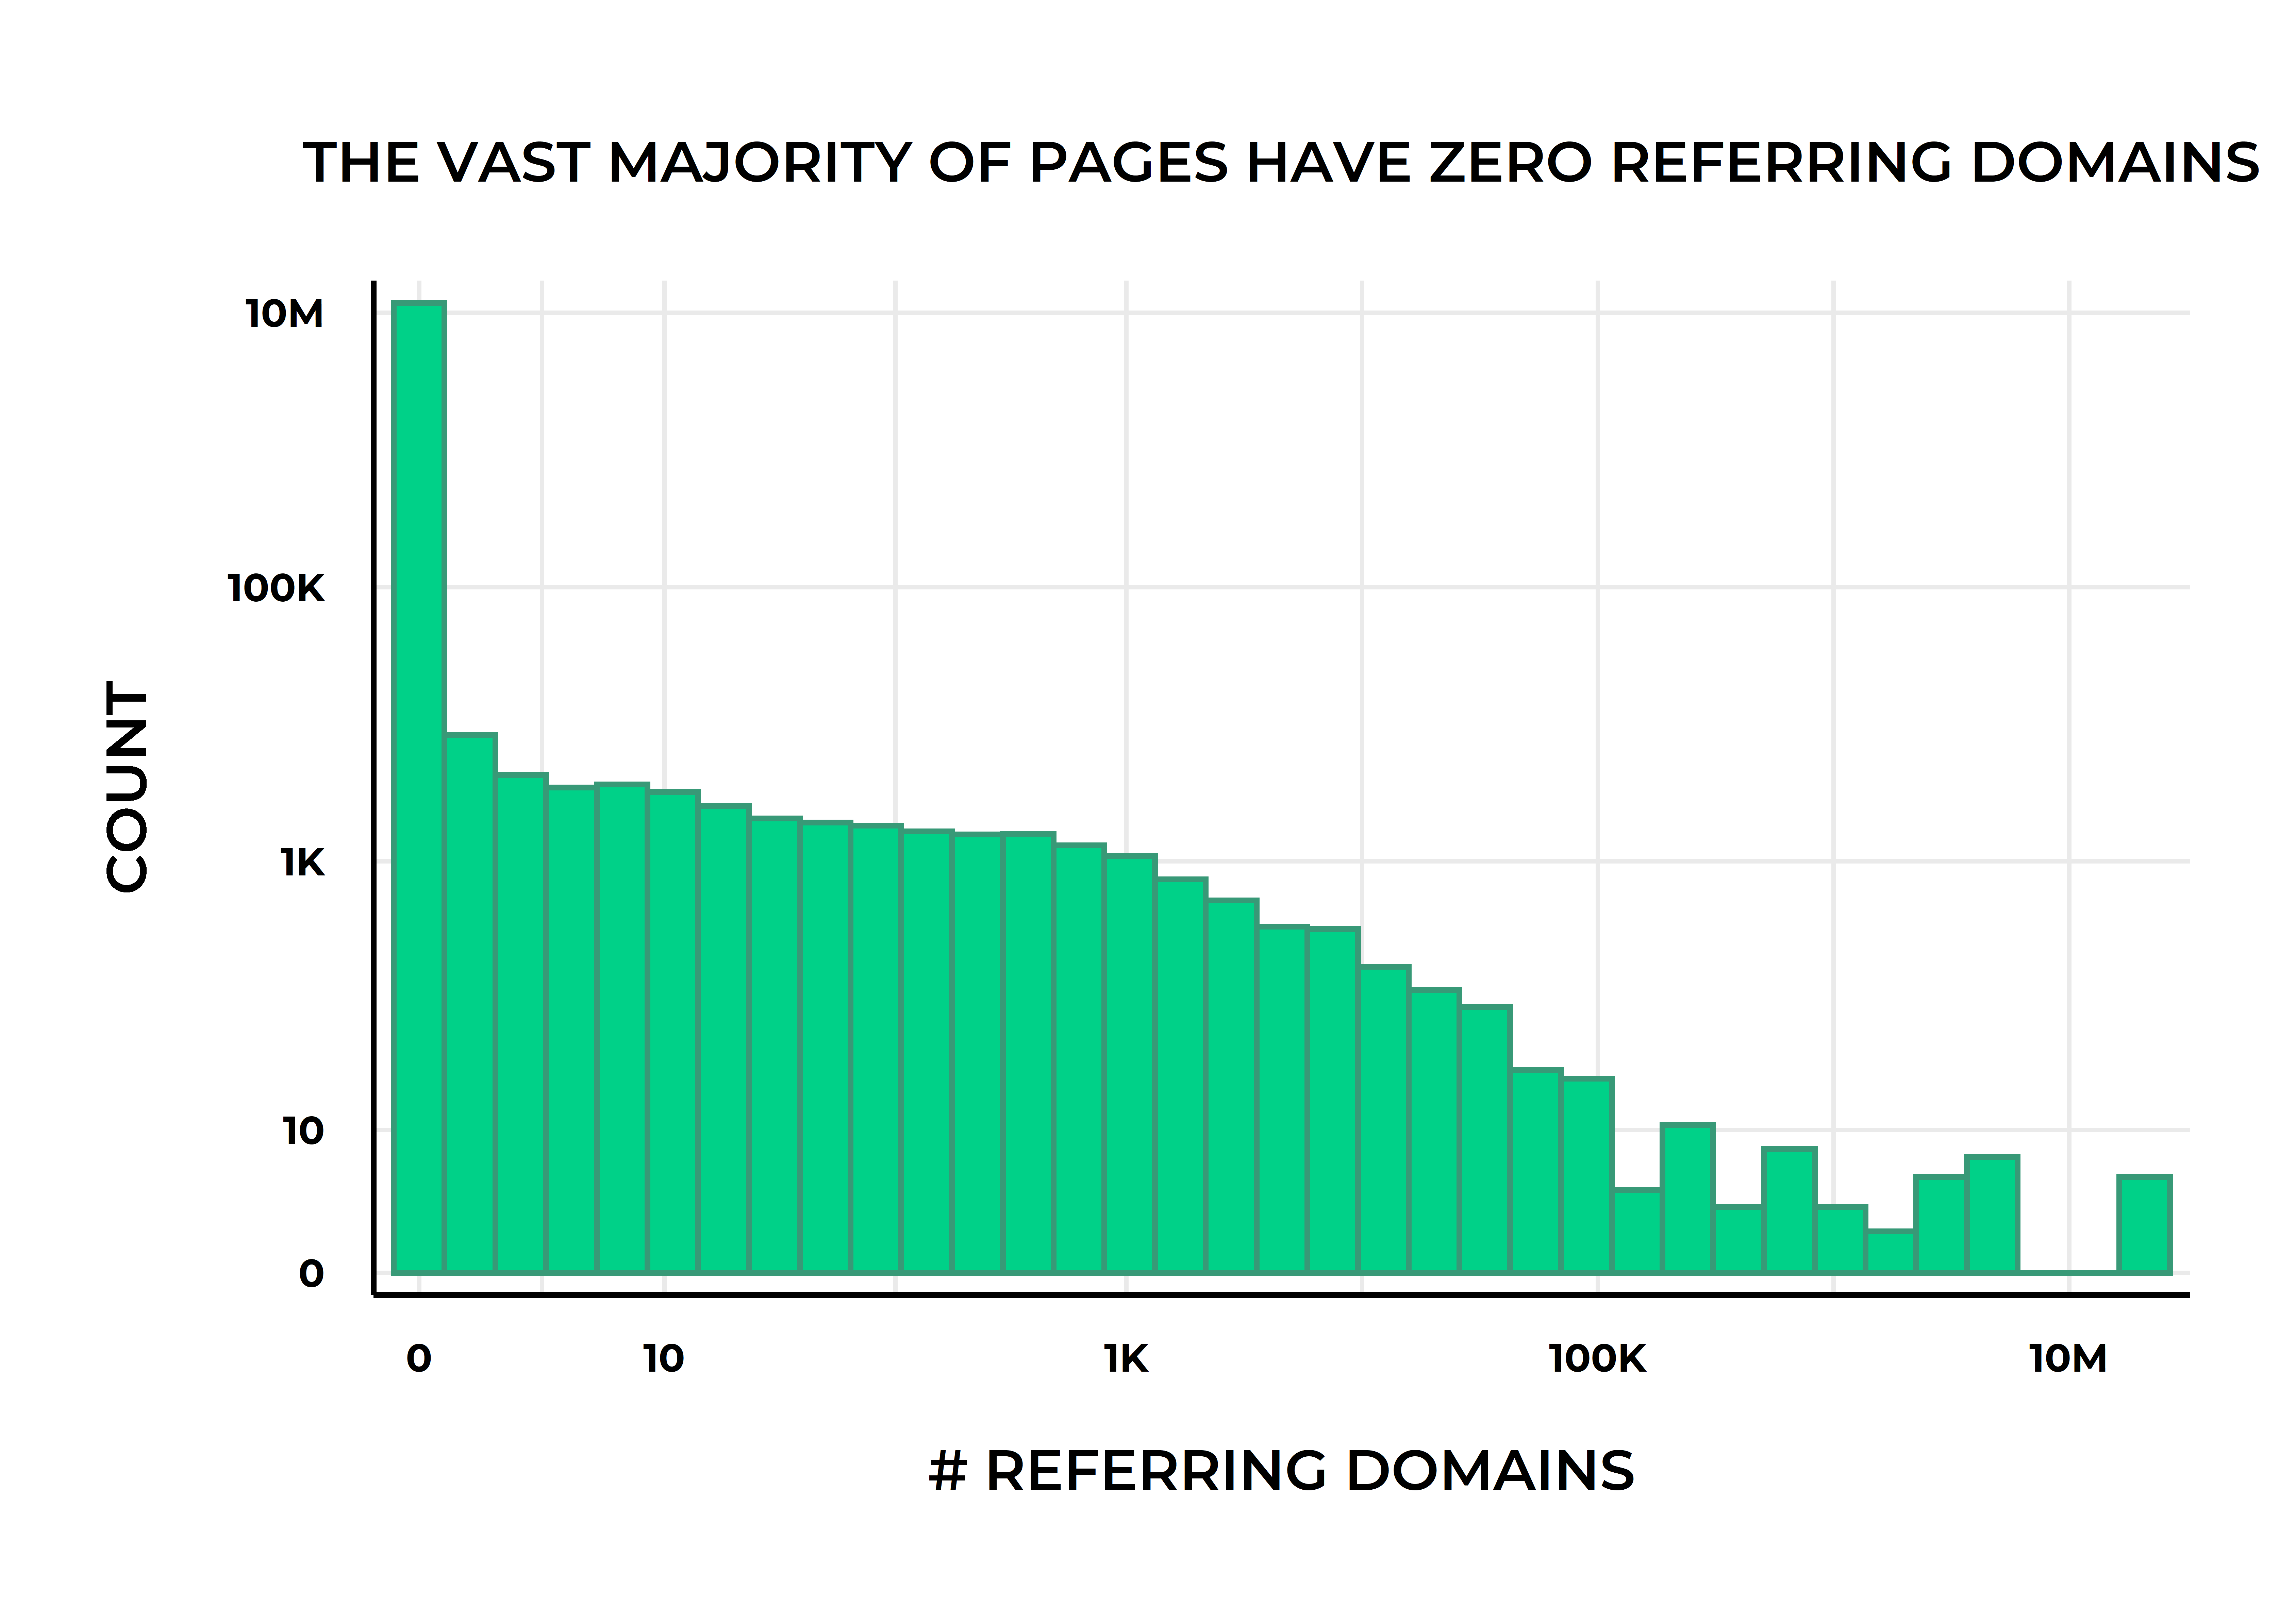 THE VAST MAJORITY OF PAGES HAVE ZERO REFERRING DOMAINS
10M
100K
1K
10
0
COUNT
0
10
1K
100K
10M
# REFERRING DOMAINS